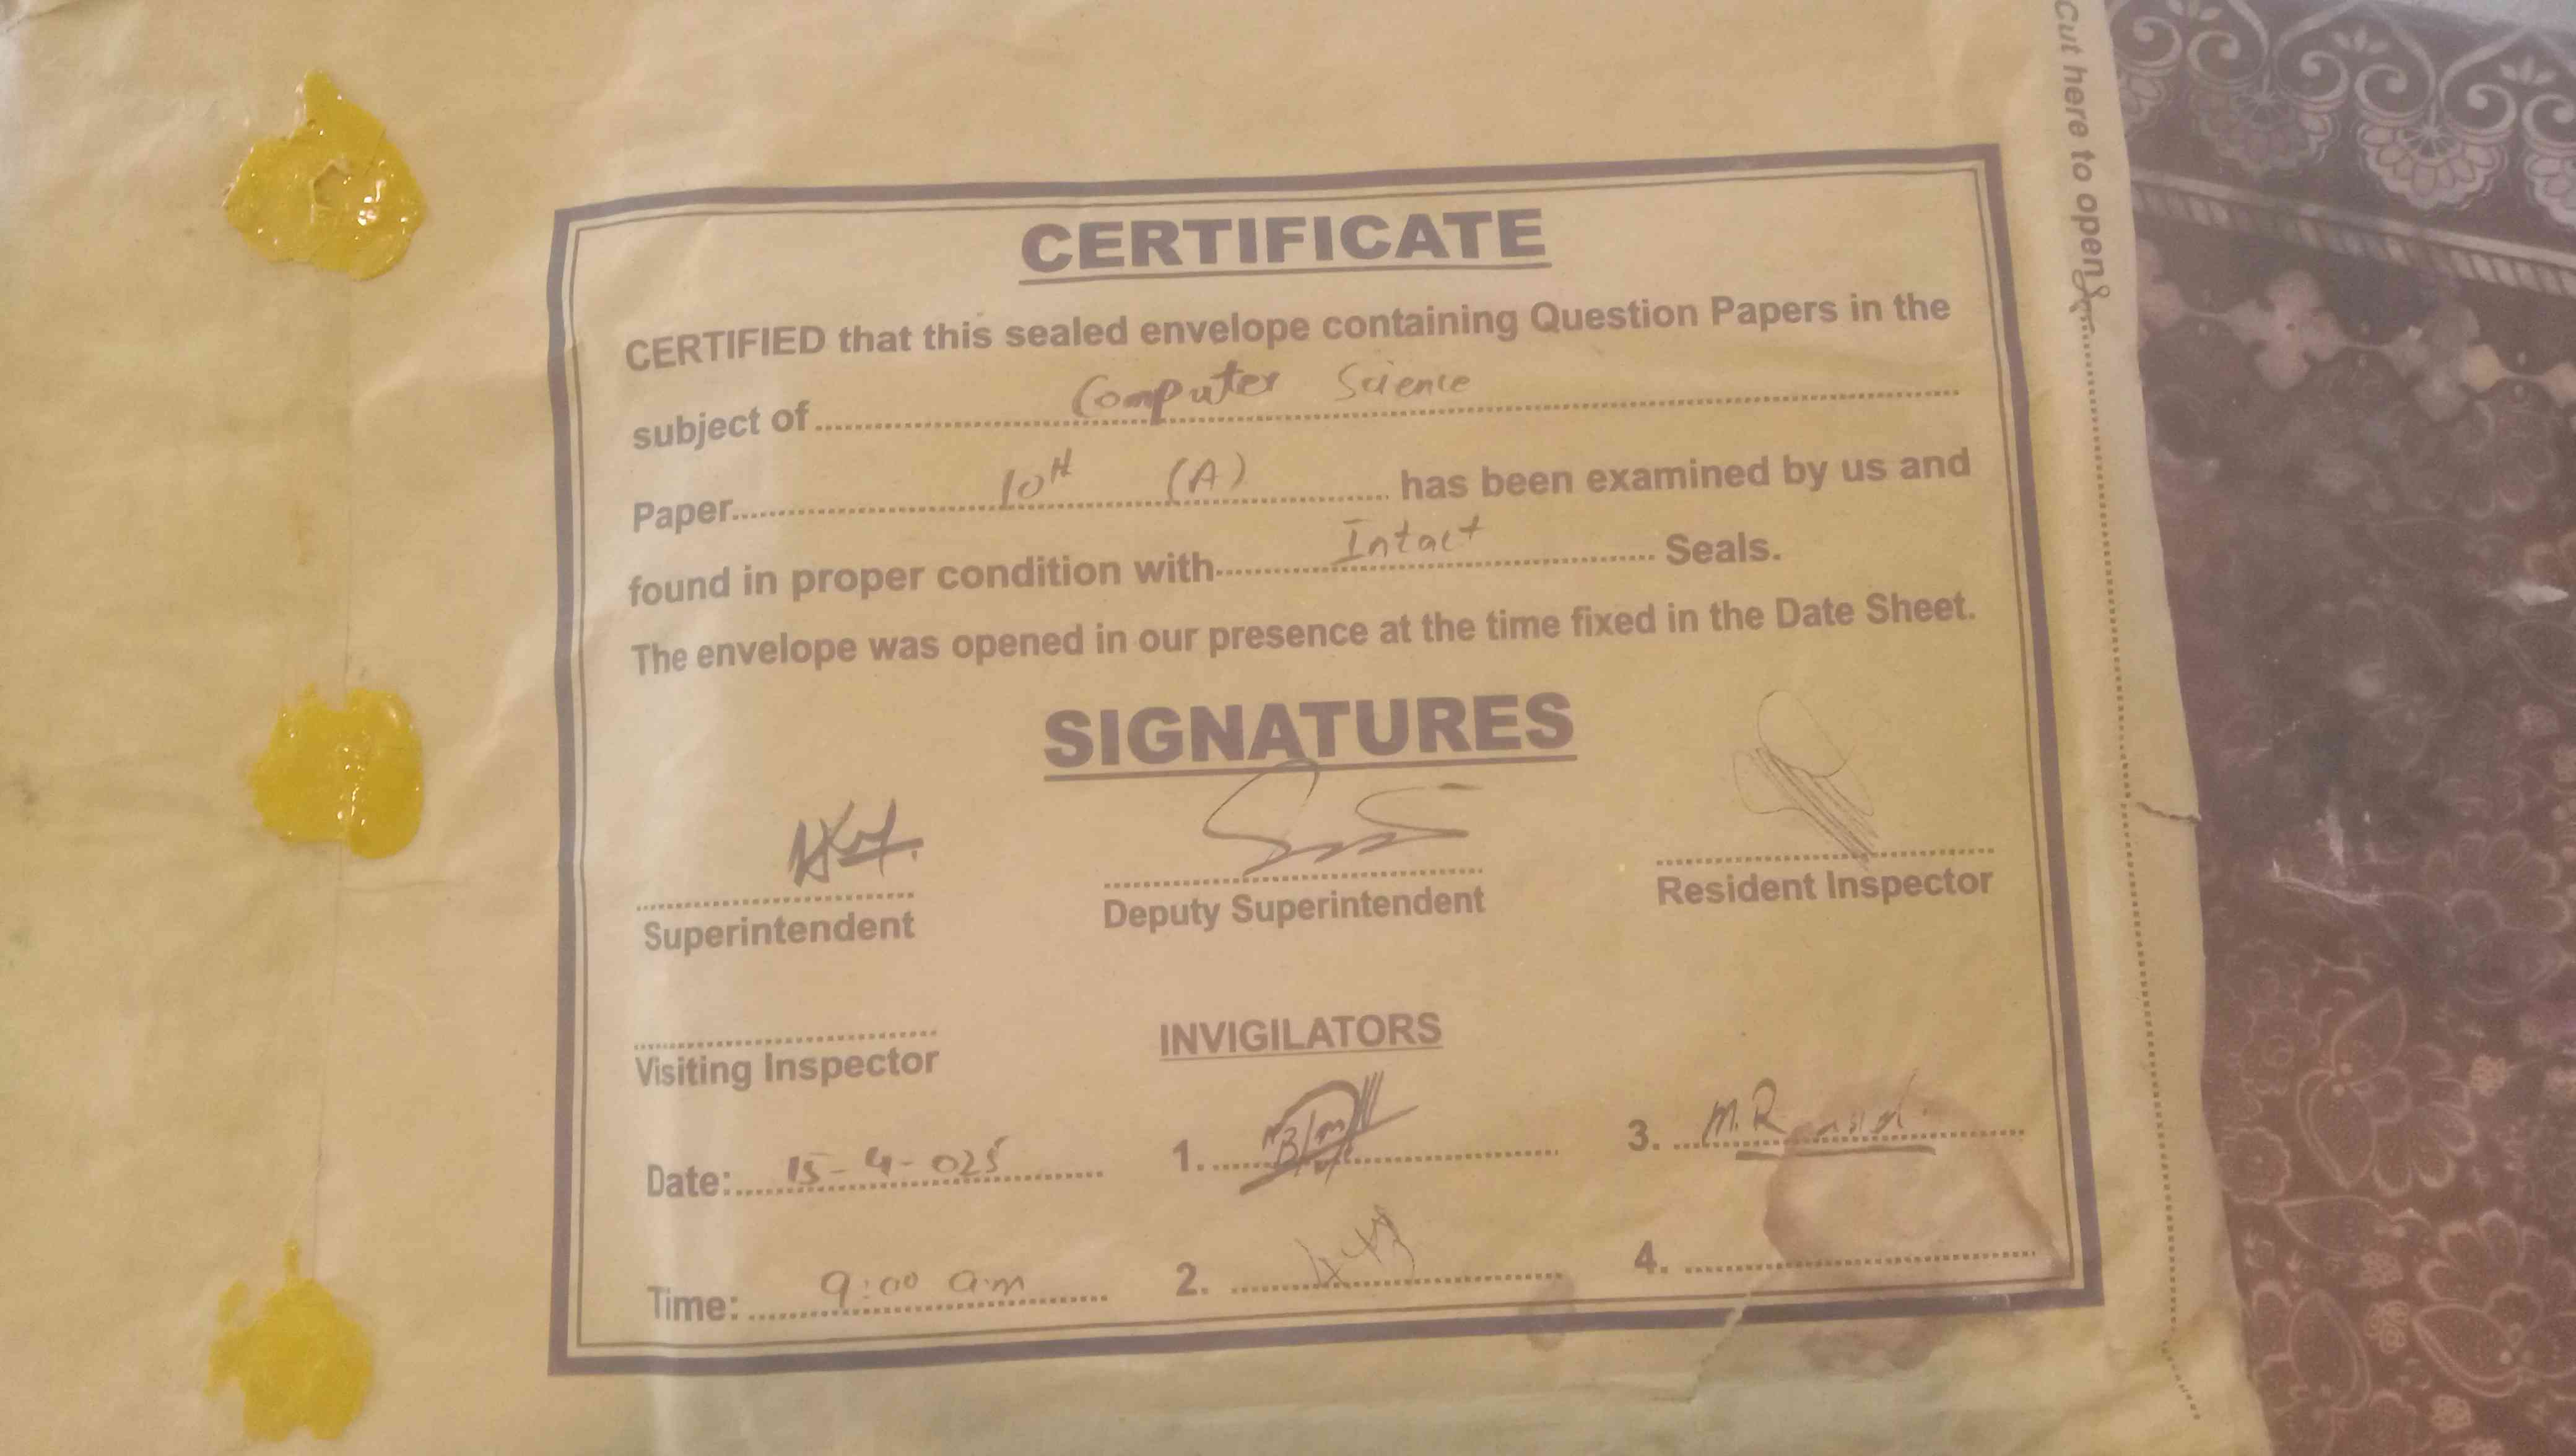 Cut here to open
CERTIFICATE
CERTIFIED that this sealed envelope containing Question Papers in the
subject of Computer Science
Paper 10th (A) has been examined by us and
found in proper condition with Intact Seals.
The envelope was opened in our presence at the time fixed in the Date Sheet.
SIGNATURES
Superintendent Deputy Superintendent Resident Inspector
Visiting Inspector INVIGILATORS
Date: 15-4-025 1. 3. M.R
Time: 9:00 a.m 2. 4.